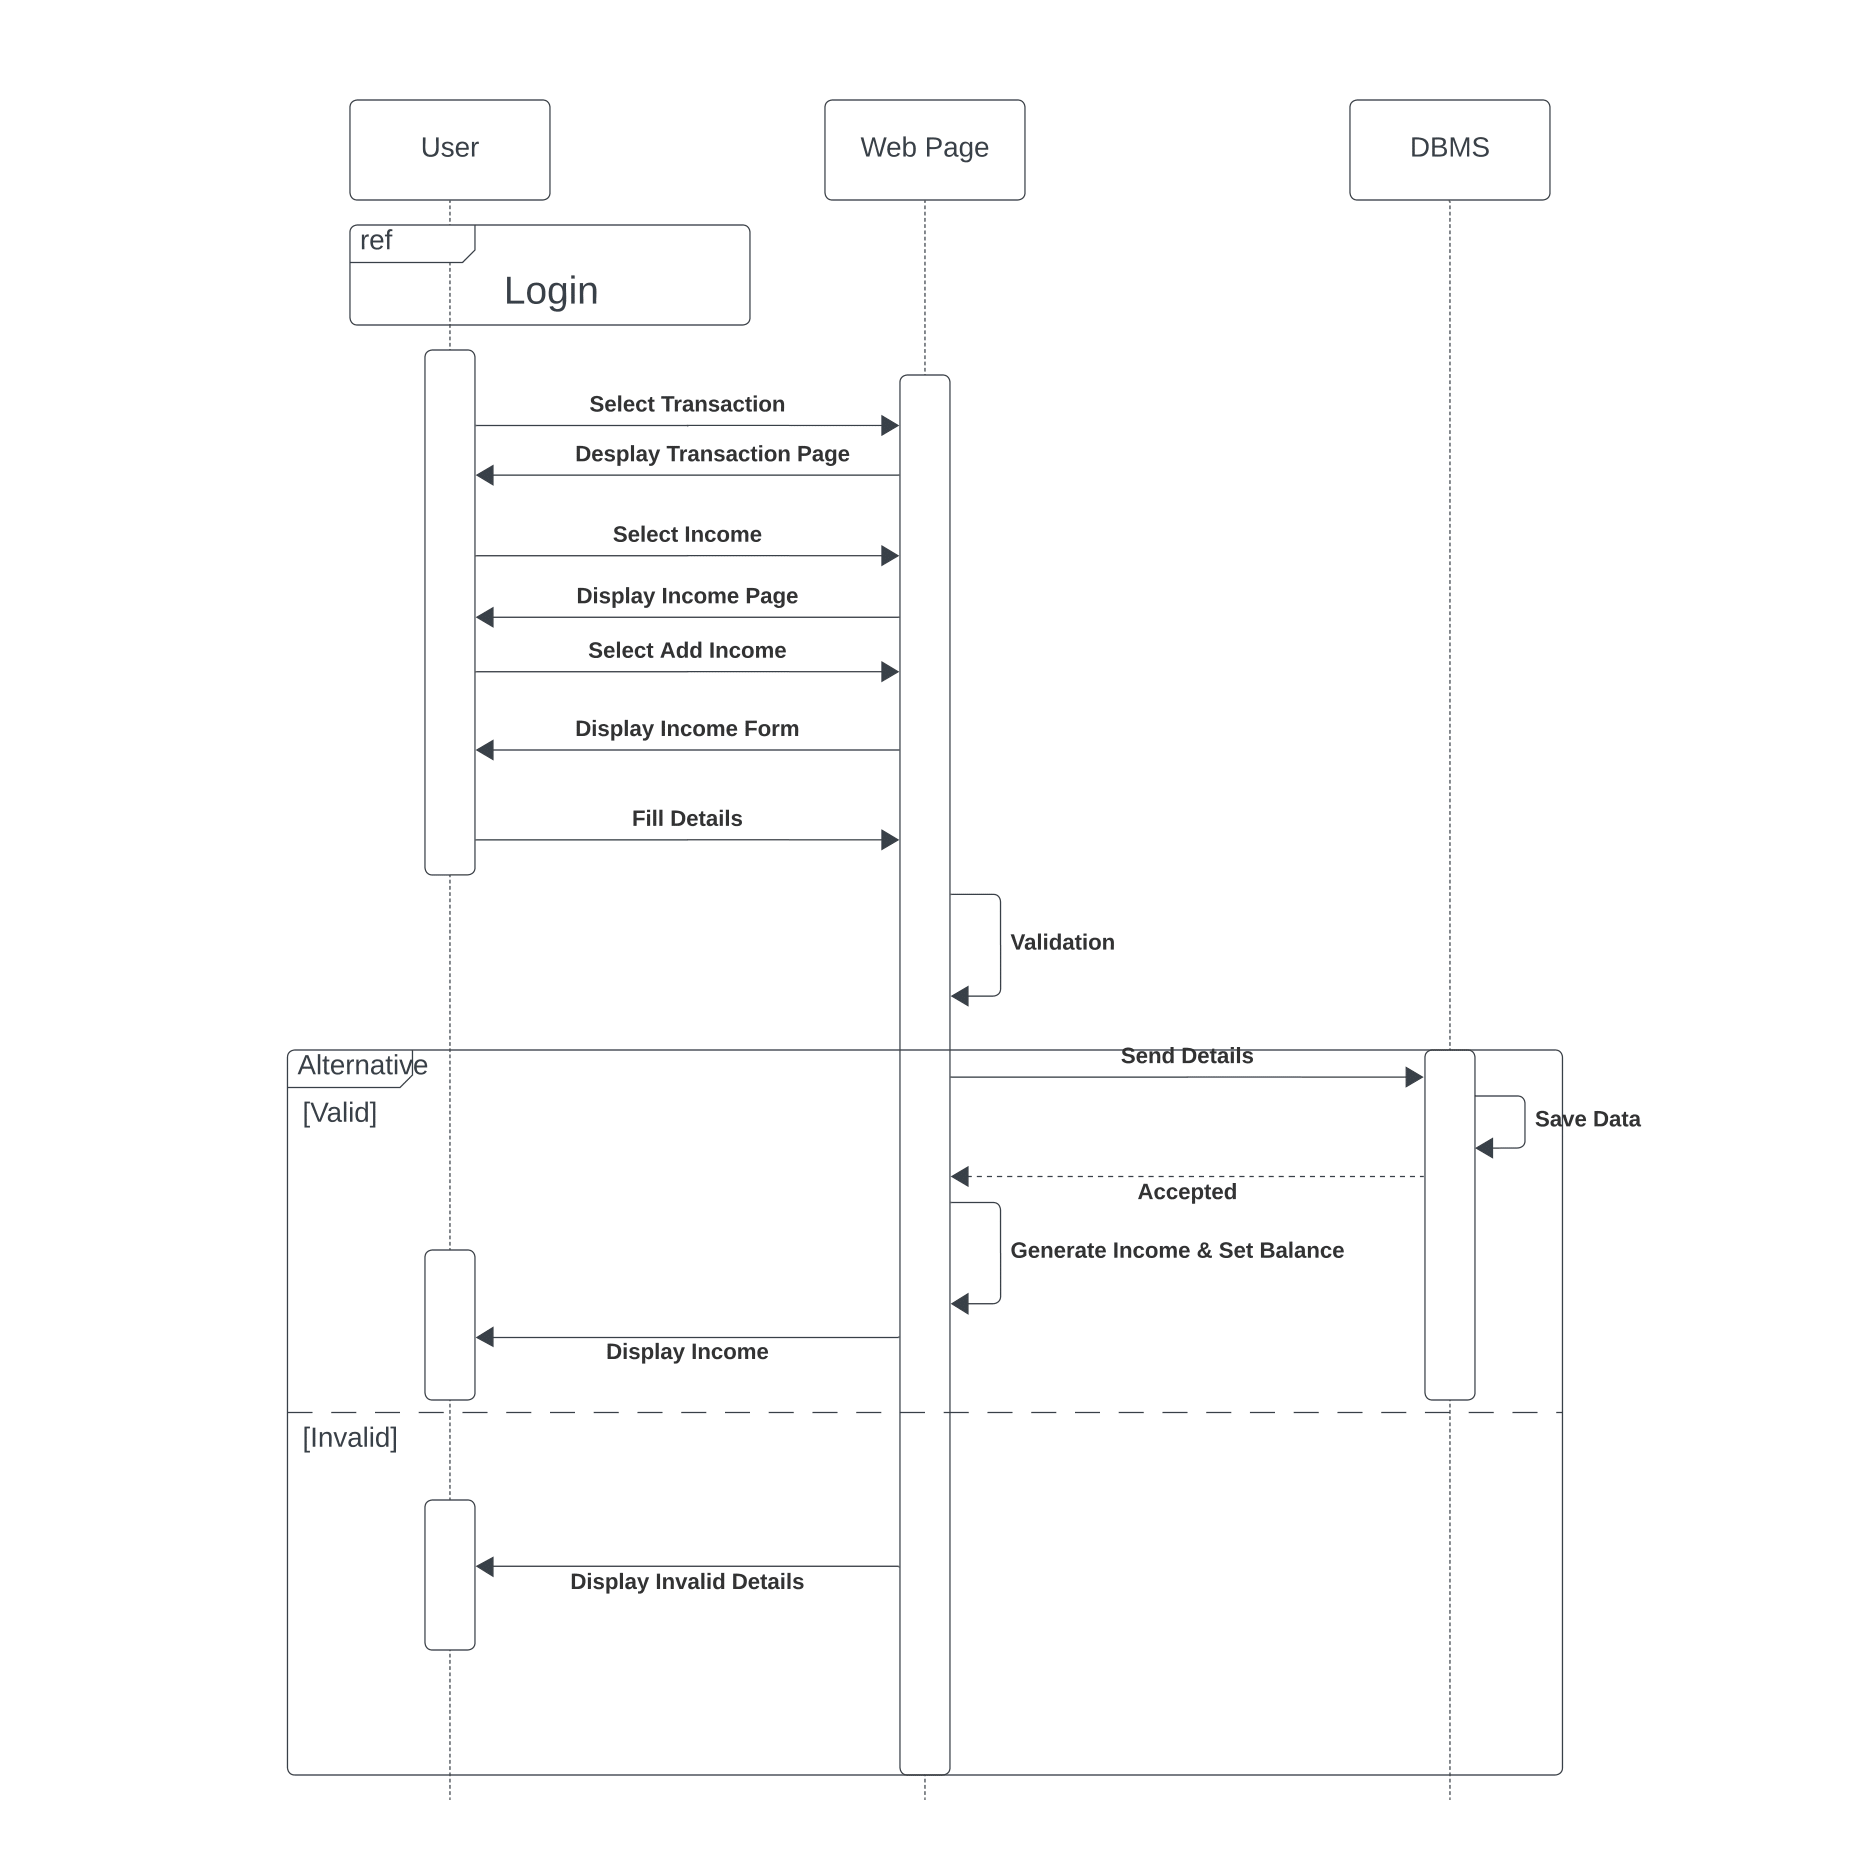 User
Web Page
DBMS
ref
Login
Select Transaction
Desplay Transaction Page
Select Income
Display Income Page
Select Add Income
Display Income Form
Fill Details
Validation
Send Details
Alternative
[Valid]
Save Data
Accepted
Generate Income & Set Balance
Display Income
[Invalid]
Display Invalid Details